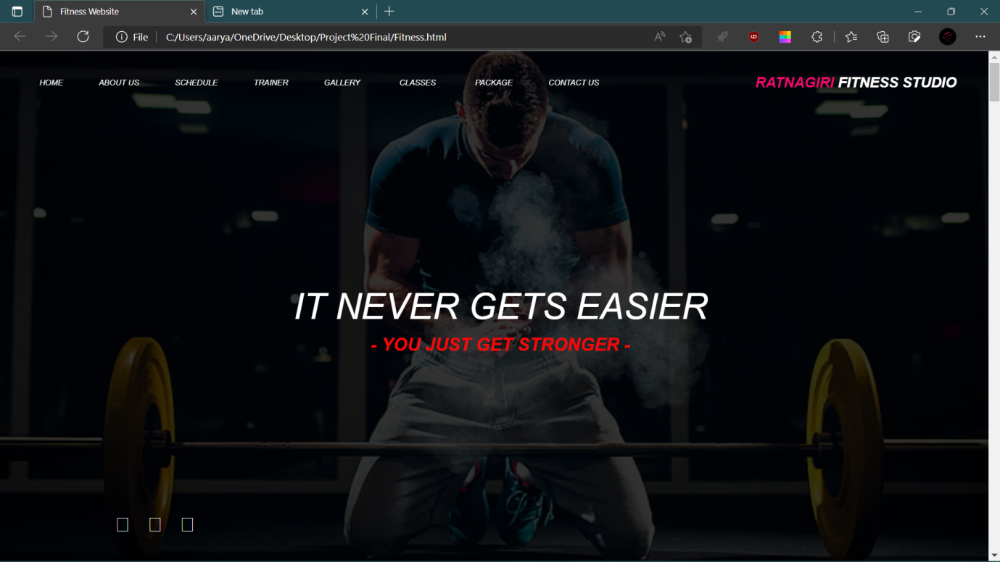 Fitness Website
New tab
File
C:/Users/aarya/OneDrive/Desktop/Project%20Final/Fitness.html
HOME ABOUT US SCHEDULE TRAINER GALLERY CLASSES PACKAGE CONTACT US
RATNAGIRI FITNESS STUDIO
IT NEVER GETS EASIER
- YOU JUST GET STRONGER -